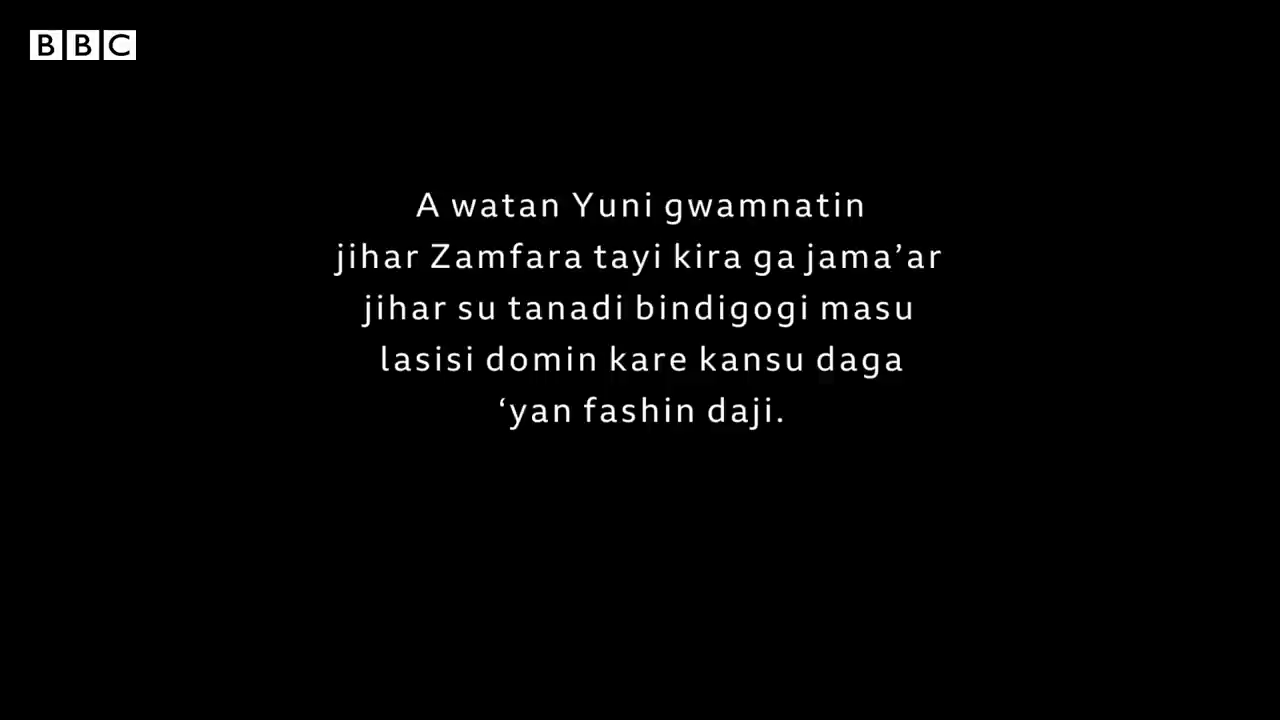 BBC
A watan Yuni gwamnatin
jihar Zamfara tayi kira ga jama’ar
jihar su tanadi bindigogi masu
lasisi domin kare kansu daga
‘yan fashin daji.